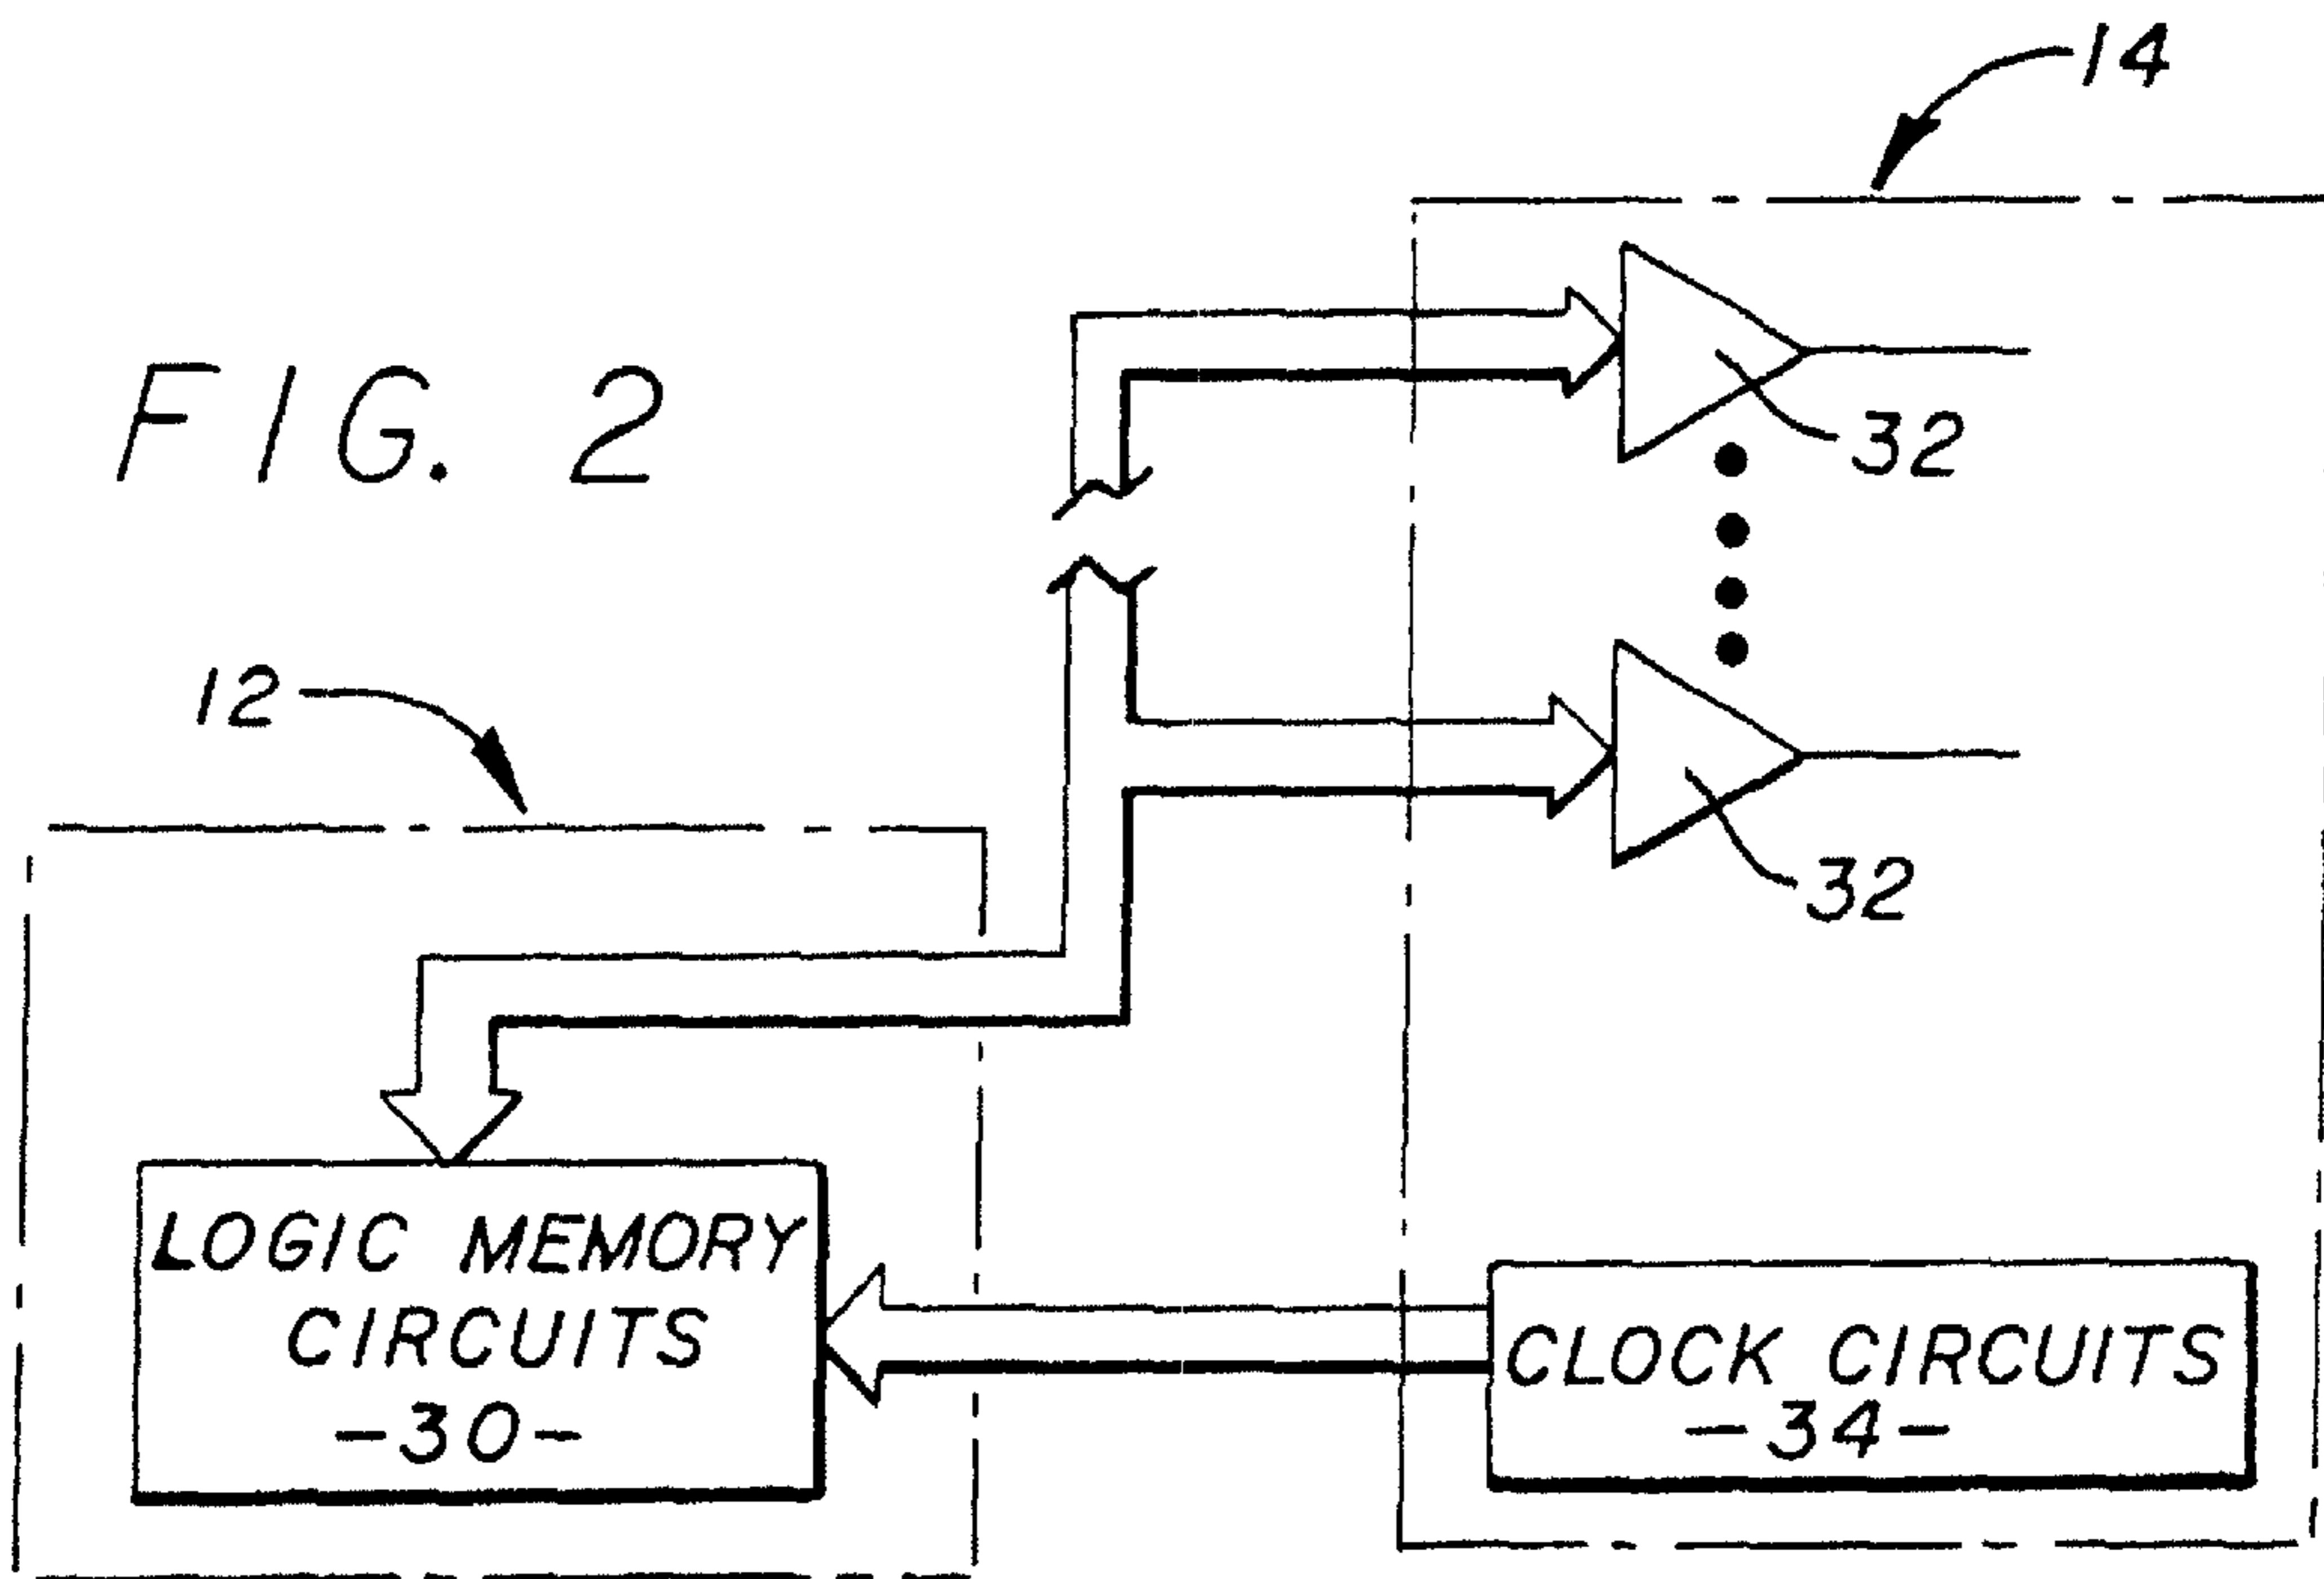 14
FIG. 2
32
12
32
LOGIC MEMORY
CIRCUITS
-30-
CLOCK CIRCUITS
-34-